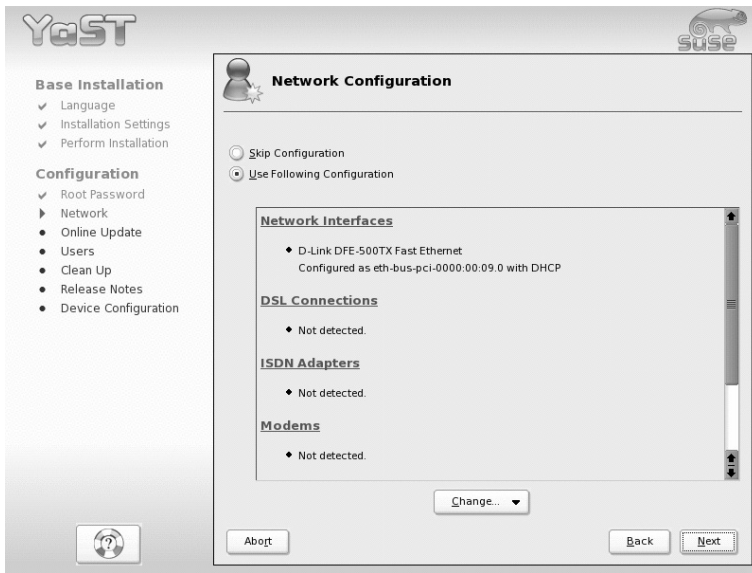 YaST
suse
Base Installation
Language
Installation Settings
Perform Installation
Configuration
Root Password
Network
Online Update
Users
Clean Up
Release Notes
Device Configuration
Network Configuration
Skip Configuration
Use Following Configuration
Network Interfaces
D-Link DFE-500TX Fast Ethernet
Configured as eth-bus-pci-0000:00:09.0 with DHCP
DSL Connections
Not detected.
ISDN Adapters
Not detected.
Modems
Not detected.
Change...
?
Abort
Back
Next